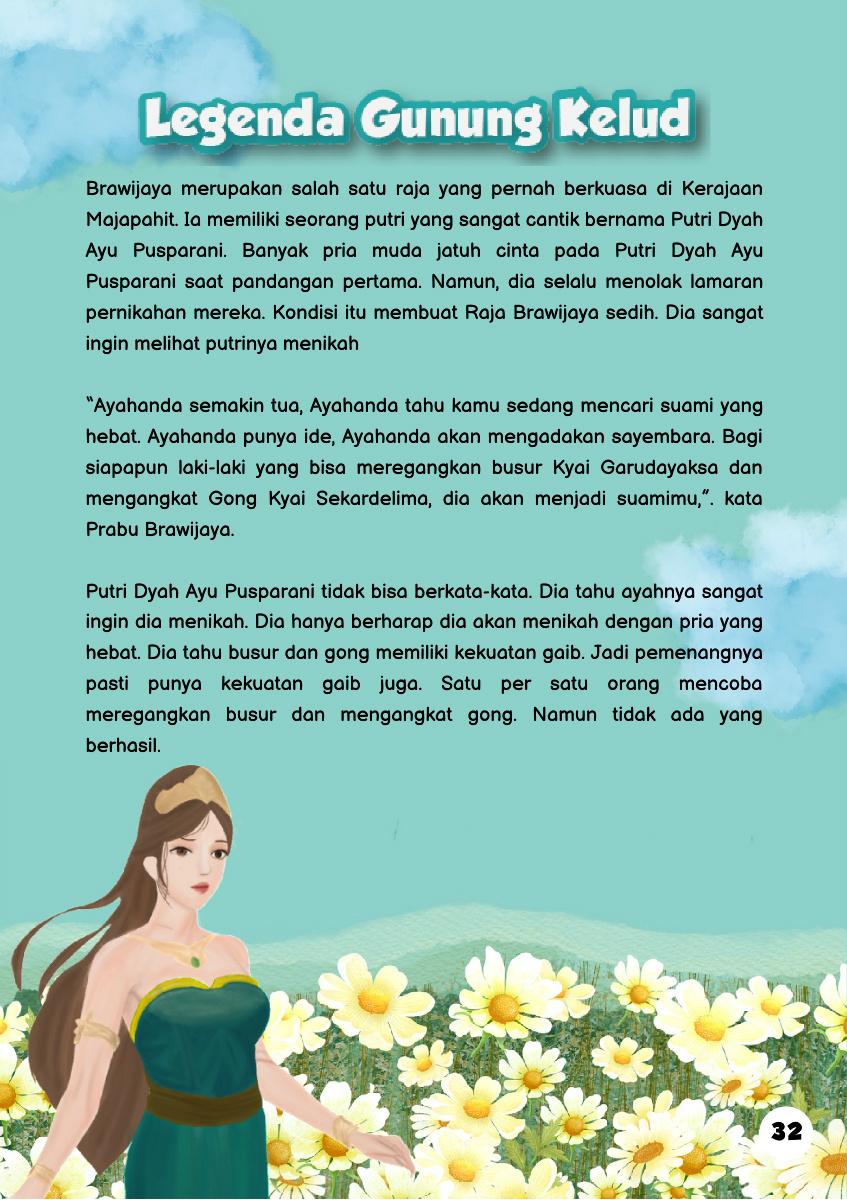 Legenda Gunung Kelud
Brawijaya merupakan salah satu raja yang pernah berkuasa di Kerajaan
Majapahit. Ia memiliki seorang putri yang sangat cantik bernama Putri Dyah
Ayu Pusparani. Banyak pria muda jatuh cinta pada Putri Dyah Ayu
Pusparani saat pandangan pertama. Namun, dia selalu menolak lamaran
pernikahan mereka. Kondisi itu membuat Raja Brawijaya sedih. Dia sangat
ingin melihat putrinya menikah
“Ayahanda semakin tua, Ayahanda tahu kamu sedang mencari suami yang
hebat. Ayahanda punya ide, Ayahanda akan mengadakan sayembara. Bagi
siapapun laki-laki yang bisa meregangkan busur Kyai Garudayaksa dan
mengangkat Gong Kyai Sekardelima, dia akan menjadi suamimu,”. kata
Prabu Brawijaya.
Putri Dyah Ayu Pusparani tidak bisa berkata-kata. Dia tahu ayahnya sangat
ingin dia menikah. Dia hanya berharap dia akan menikah dengan pria yang
hebat. Dia tahu busur dan gong memiliki kekuatan gaib. Jadi pemenangnya
pasti punya kekuatan gaib juga. Satu per satu orang mencoba
meregangkan busur dan mengangkat gong. Namun tidak ada yang
berhasil.
32